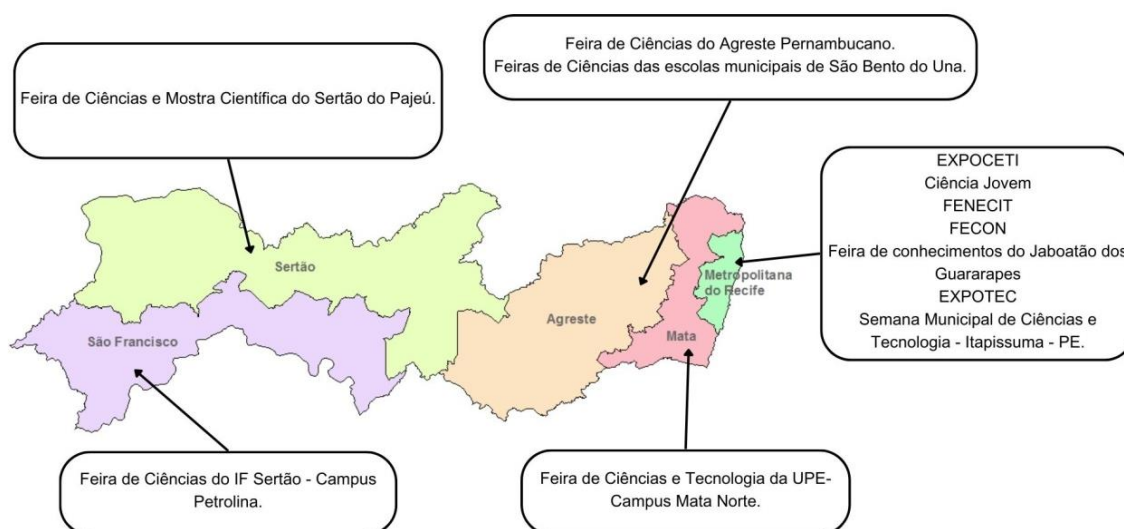 Feira de Ciências do Agreste Pernambucano.
Feiras de Ciências das escolas municipais de São Bento do Una.
Feira de Ciências e Mostra Científica do Sertão do Pajeú.
EXPOCETI
Ciência Jovem
FENECIT
FECON
Feira de conhecimentos do Jaboatão dos
Guararapes
EXPOTEC
Semana Municipal de Ciências e
Tecnologia - Itapissuma - PE.
Sertão
Metropolitana
do Recife
Agreste
Mata
São Francisco
Feira de Ciências do IF Sertão - Campus
Petrolina.
Feira de Ciências e Tecnologia da UPE-
Campus Mata Norte.